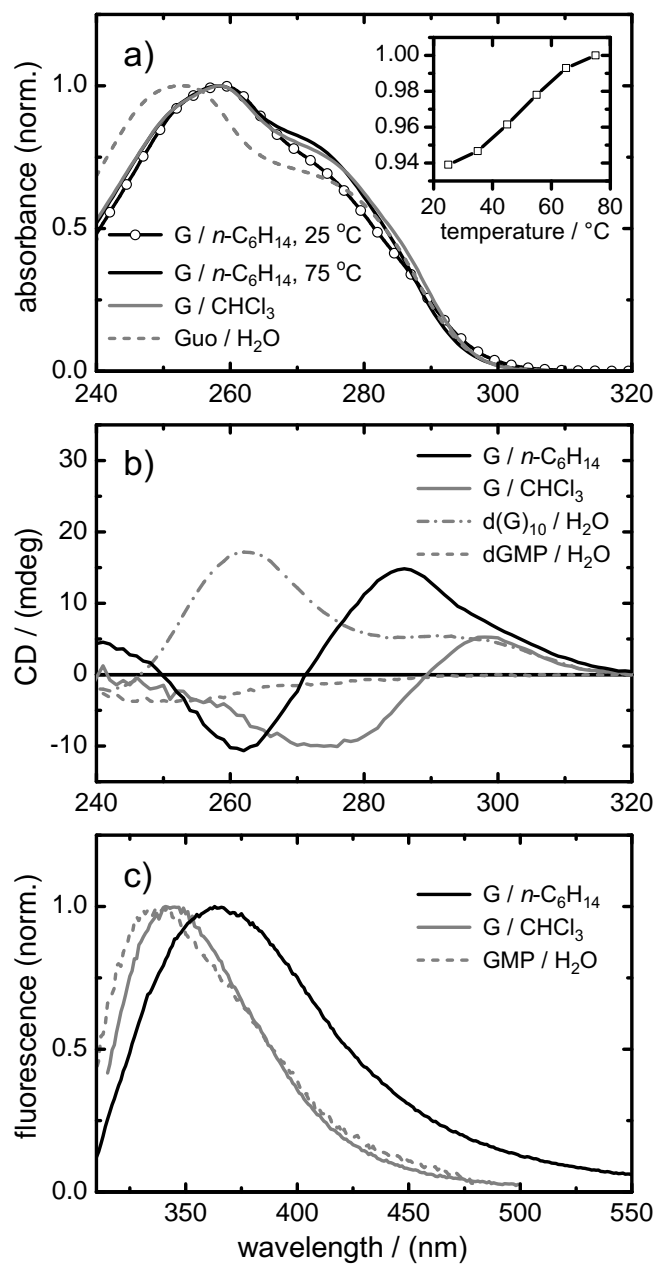 a)
absorbance (norm.)
1.0
0.5
0.0
G / n-C₆H₁₄, 25 °C
G / n-C₆H₁₄, 75 °C
G / CHCl₃
Guo / H₂O
1.00
0.98
0.96
0.94
20 40 60 80
temperature / °C
240 260 280 300 320
b)
CD / (mdeg)
30
20
10
0
-10
G / n-C₆H₁₄
G / CHCl₃
d(G)₁₀ / H₂O
dGMP / H₂O
240 260 280 300 320
c)
fluorescence (norm.)
1.0
0.5
0.0
G / n-C₆H₁₄
G / CHCl₃
GMP / H₂O
350 400 450 500 550
wavelength / (nm)